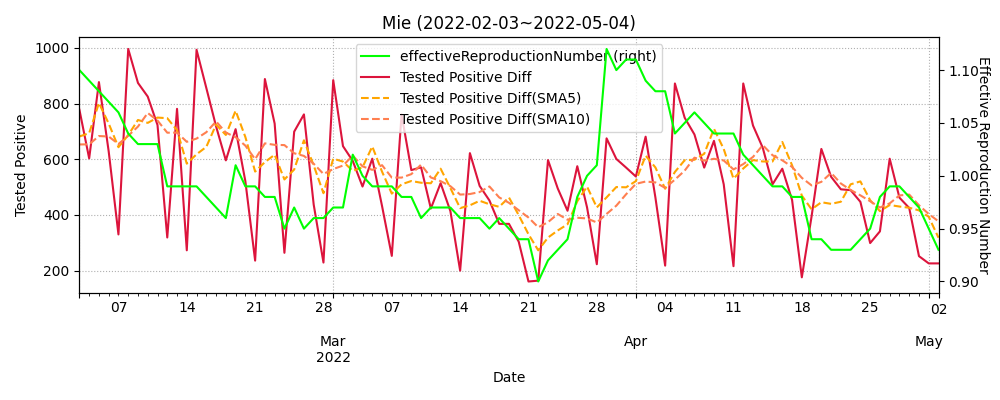 Mie (2022-02-03~2022-05-04)
effectiveReproductionNumber (right)
Tested Positive Diff
Tested Positive Diff(SMA5)
Tested Positive Diff(SMA10)
Tested Positive
1000
800
600
400
200
Effective Reproduction Number
1.10
1.05
1.00
0.95
0.90
07 14 21 28 07 14 21 28 04 11 18 25 02
Mar Apr May
2022
Date